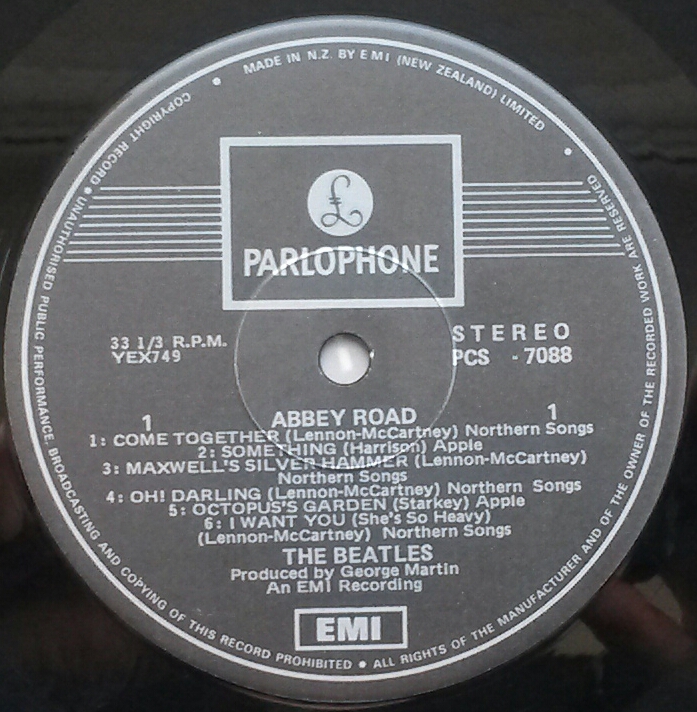 MADE IN N.Z. BY EMI (NEW ZEALAND) LIMITED
COPYRIGHT RECORD • UNAUTHORISED PUBLIC PERFORMANCE, BROADCASTING AND COPYING OF THIS RECORD PROHIBITED • ALL RIGHTS OF THE MANUFACTURER AND OF THE OWNER OF THE RECORDED WORK ARE RESERVED
£
PARLOPHONE
33 1/3 R.P.M.
YEX749
STEREO
PCS - 7088
1 ABBEY ROAD 1
1: COME TOGETHER (Lennon-McCartney) Northern Songs
2: SOMETHING (Harrison) Apple
3: MAXWELL'S SILVER HAMMER (Lennon-McCartney)
Northern Songs
4: OH! DARLING (Lennon-McCartney) Northern Songs
5: OCTOPUS'S GARDEN (Starkey) Apple
6: I WANT YOU (She's So Heavy)
(Lennon-McCartney) Northern Songs
THE BEATLES
Produced by George Martin
An EMI Recording
EMI